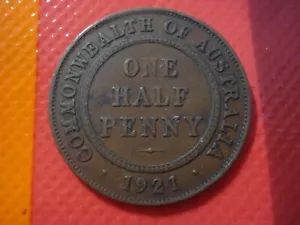 COMMONWEALTH OF AUSTRALIA
ONE
HALF
PENNY
· 1921 ·